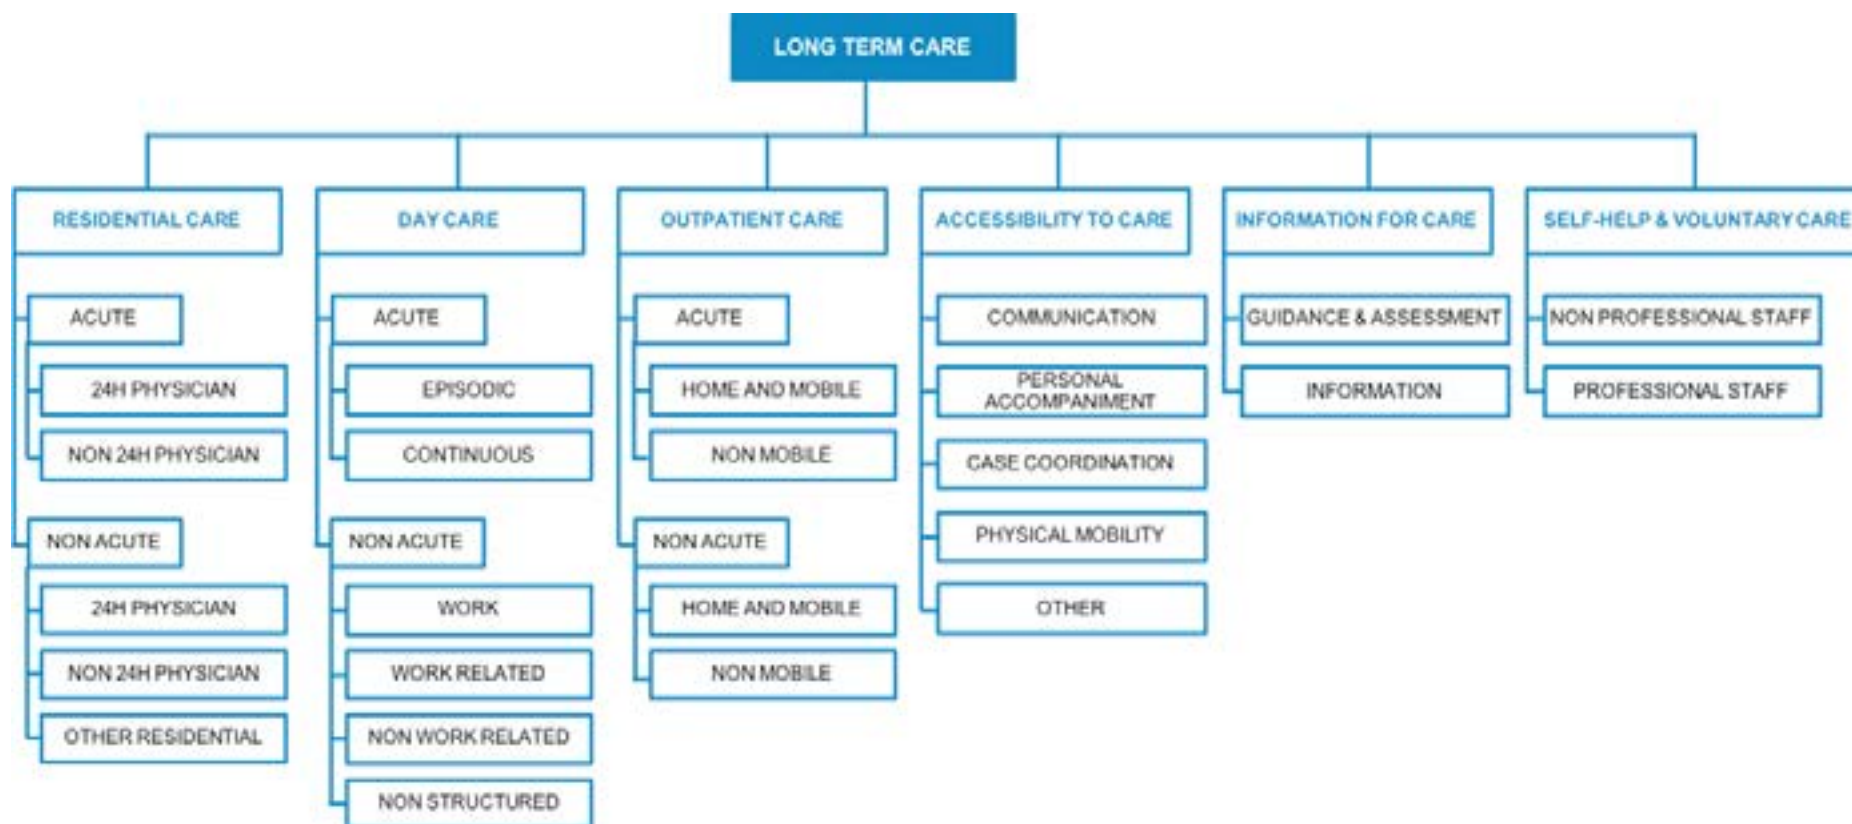 LONG TERM CARE
RESIDENTIAL CARE
ACUTE
24H PHYSICIAN
NON 24H PHYSICIAN
NON ACUTE
24H PHYSICIAN
NON 24H PHYSICIAN
OTHER RESIDENTIAL
DAY CARE
ACUTE
EPISODIC
CONTINUOUS
NON ACUTE
WORK
WORK RELATED
NON WORK RELATED
NON STRUCTURED
OUTPATIENT CARE
ACUTE
HOME AND MOBILE
NON MOBILE
NON ACUTE
HOME AND MOBILE
NON MOBILE
ACCESSIBILITY TO CARE
COMMUNICATION
PERSONAL
ACCOMPANIMENT
CASE COORDINATION
PHYSICAL MOBILITY
OTHER
INFORMATION FOR CARE
GUIDANCE & ASSESSMENT
INFORMATION
SELF-HELP & VOLUNTARY CARE
NON PROFESSIONAL STAFF
PROFESSIONAL STAFF